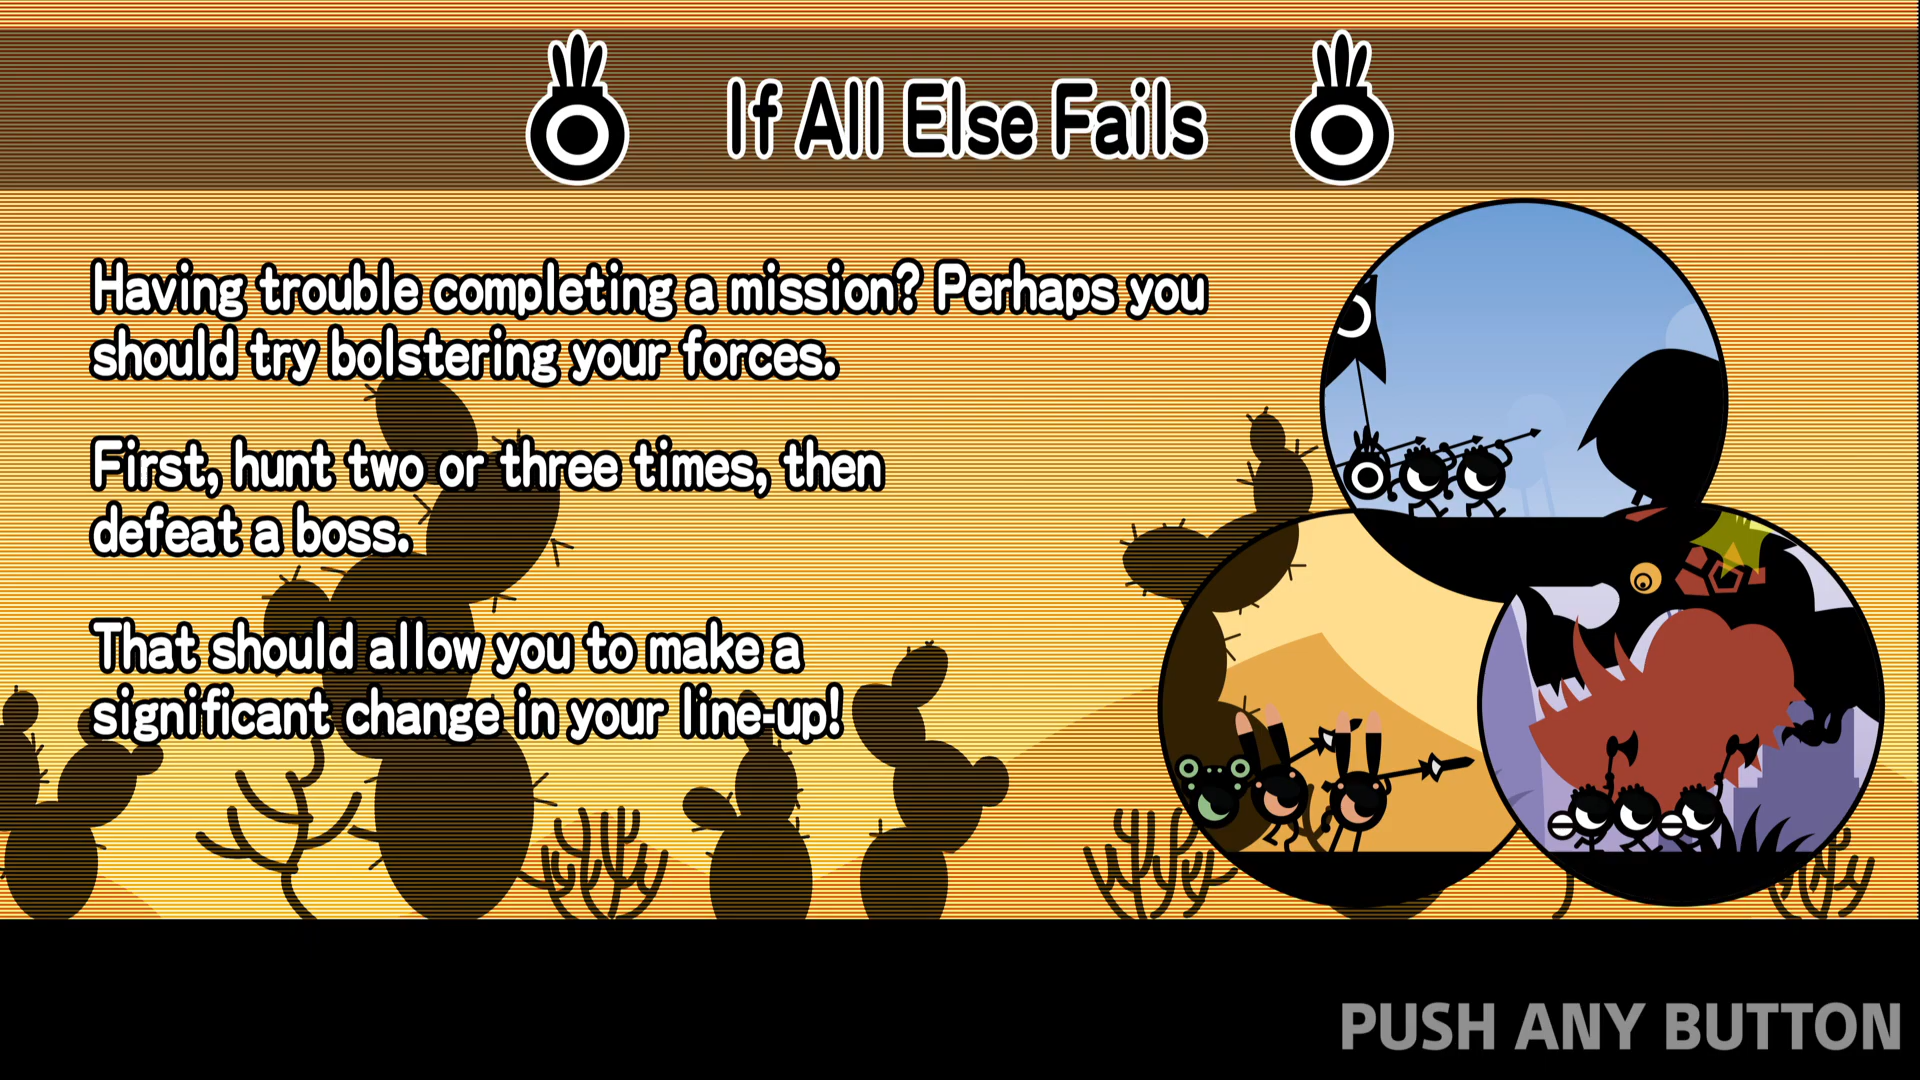 If All Else Fails
Having trouble completing a mission? Perhaps you
should try bolstering your forces.
First, hunt two or three times, then
defeat a boss.
That should allow you to make a
significant change in your line-up!
PUSH ANY BUTTON